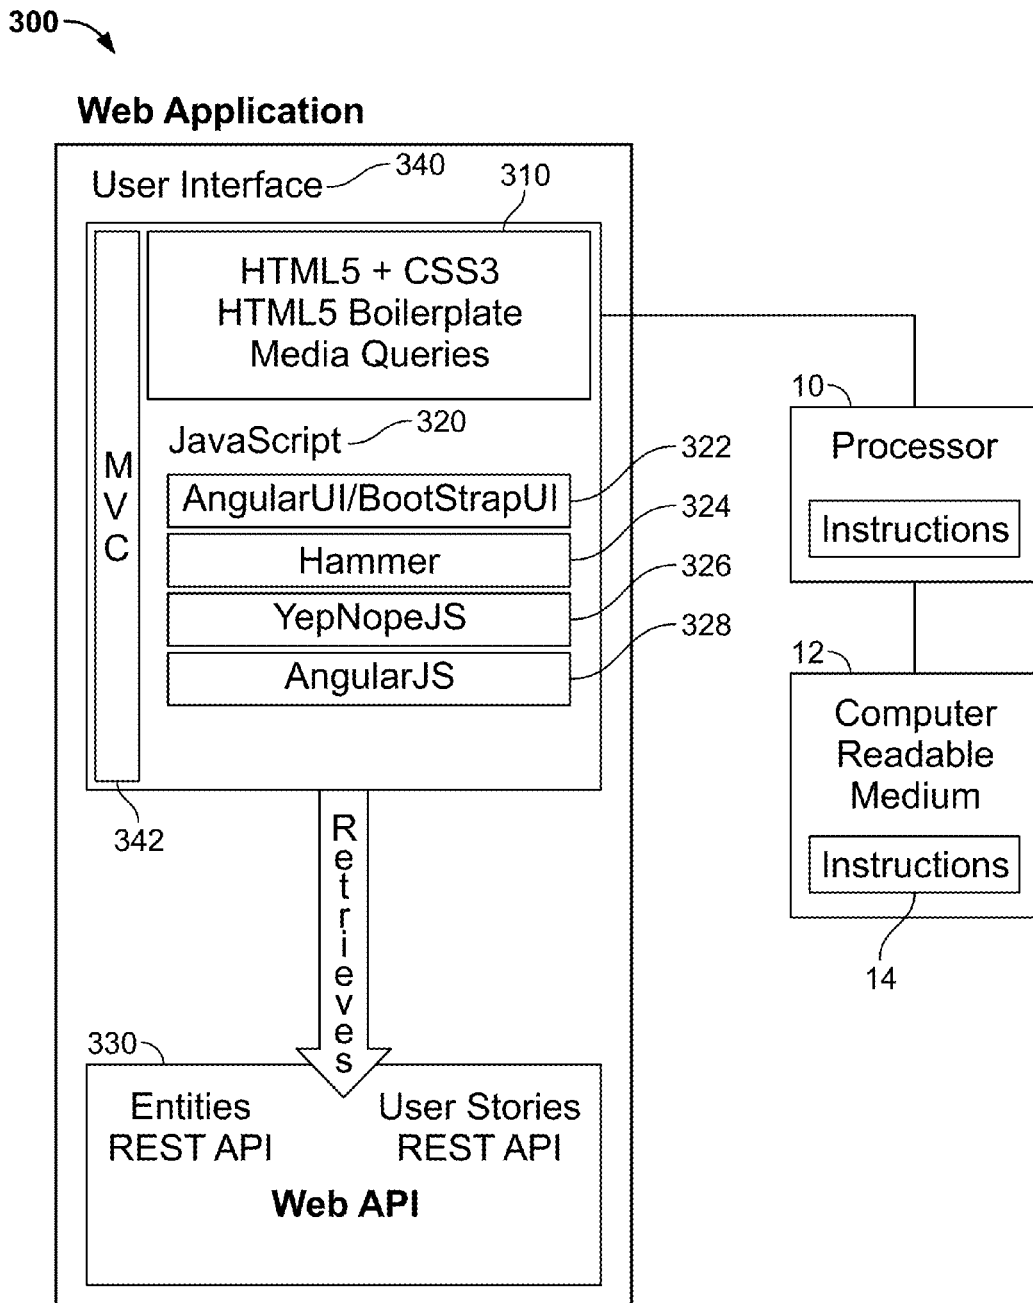 300
Web Application
User Interface
340
310
HTML5 + CSS3
HTML5 Boilerplate
Media Queries
MVC
JavaScript
320
AngularUI/BootStrapUI
322
Hammer
324
YepNopeJS
326
AngularJS
328
342
Retrieves
330
Entities
REST API
User Stories
REST API
Web API
10
Processor
Instructions
12
Computer
Readable
Medium
Instructions
14